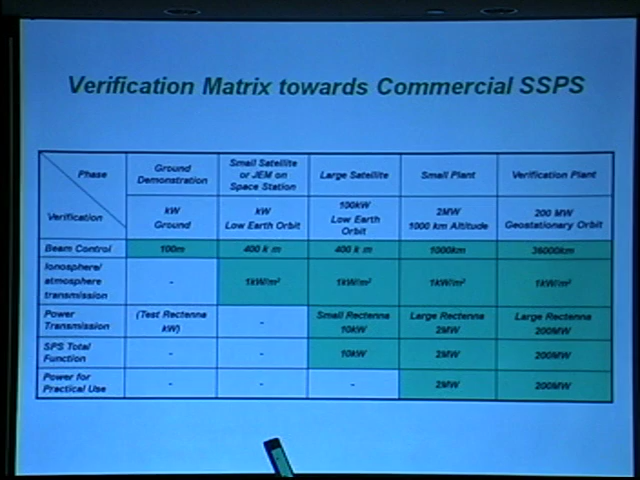 Verification Matrix towards Commercial SSPS
Phase
Verification
Ground
Demonstration
Small Satellite
or JEM on
Space Station
Large Satellite
Small Plant
Verification Plant
kW
Ground
kW
Low Earth Orbit
100kW
Low Earth
Orbit
2MW
1000 km Altitude
200 MW
Geostationary Orbit
Beam Control
100m
400 k m
400 k m
1000km
36000km
Ionosphere/
atmosphere
transmission
-
1kW/m²
1kW/m²
1kW/m²
1kW/m²
Power
Transmission
(Test Rectenna
kW)
-
Small Rectenna
10kW
Large Rectenna
2MW
Large Rectenna
200MW
SPS Total
Function
-
-
10kW
2MW
200MW
Power for
Practical Use
-
-
-
2MW
200MW